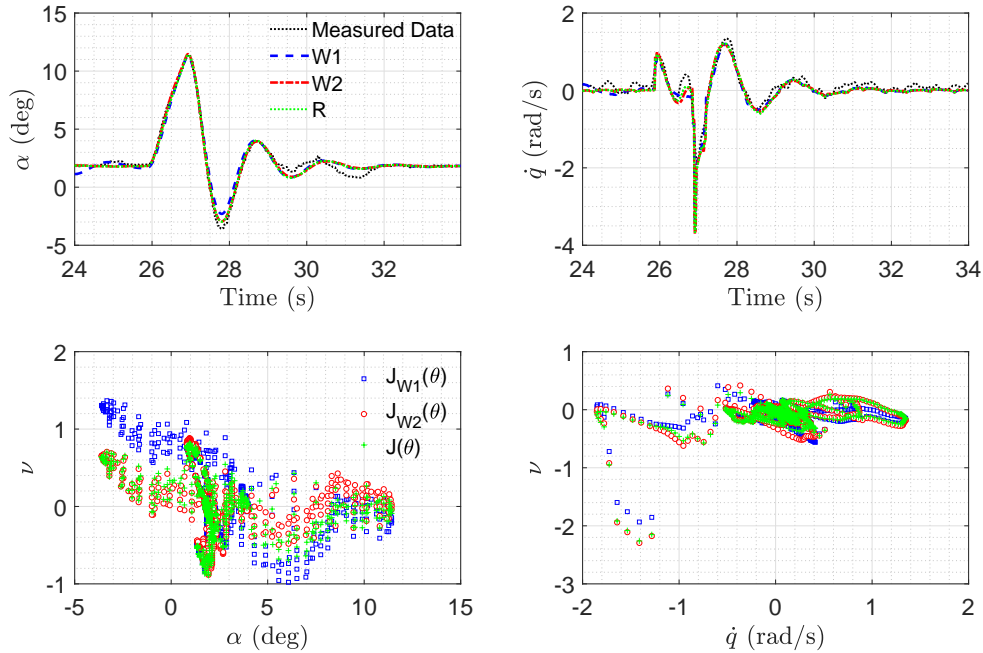 15
10
5
0
-5
α (deg)
24
26
28
30
32
Time (s)
Measured Data
W1
W2
R
2
0
-2
-4
q̇ (rad/s)
24
26
28
30
32
34
Time (s)
2
1
0
-1
ν
-5
0
5
10
15
α (deg)
J_W1(θ)
J_W2(θ)
J(θ)
1
0
-1
-2
-3
ν
-2
-1
0
1
2
q̇ (rad/s)